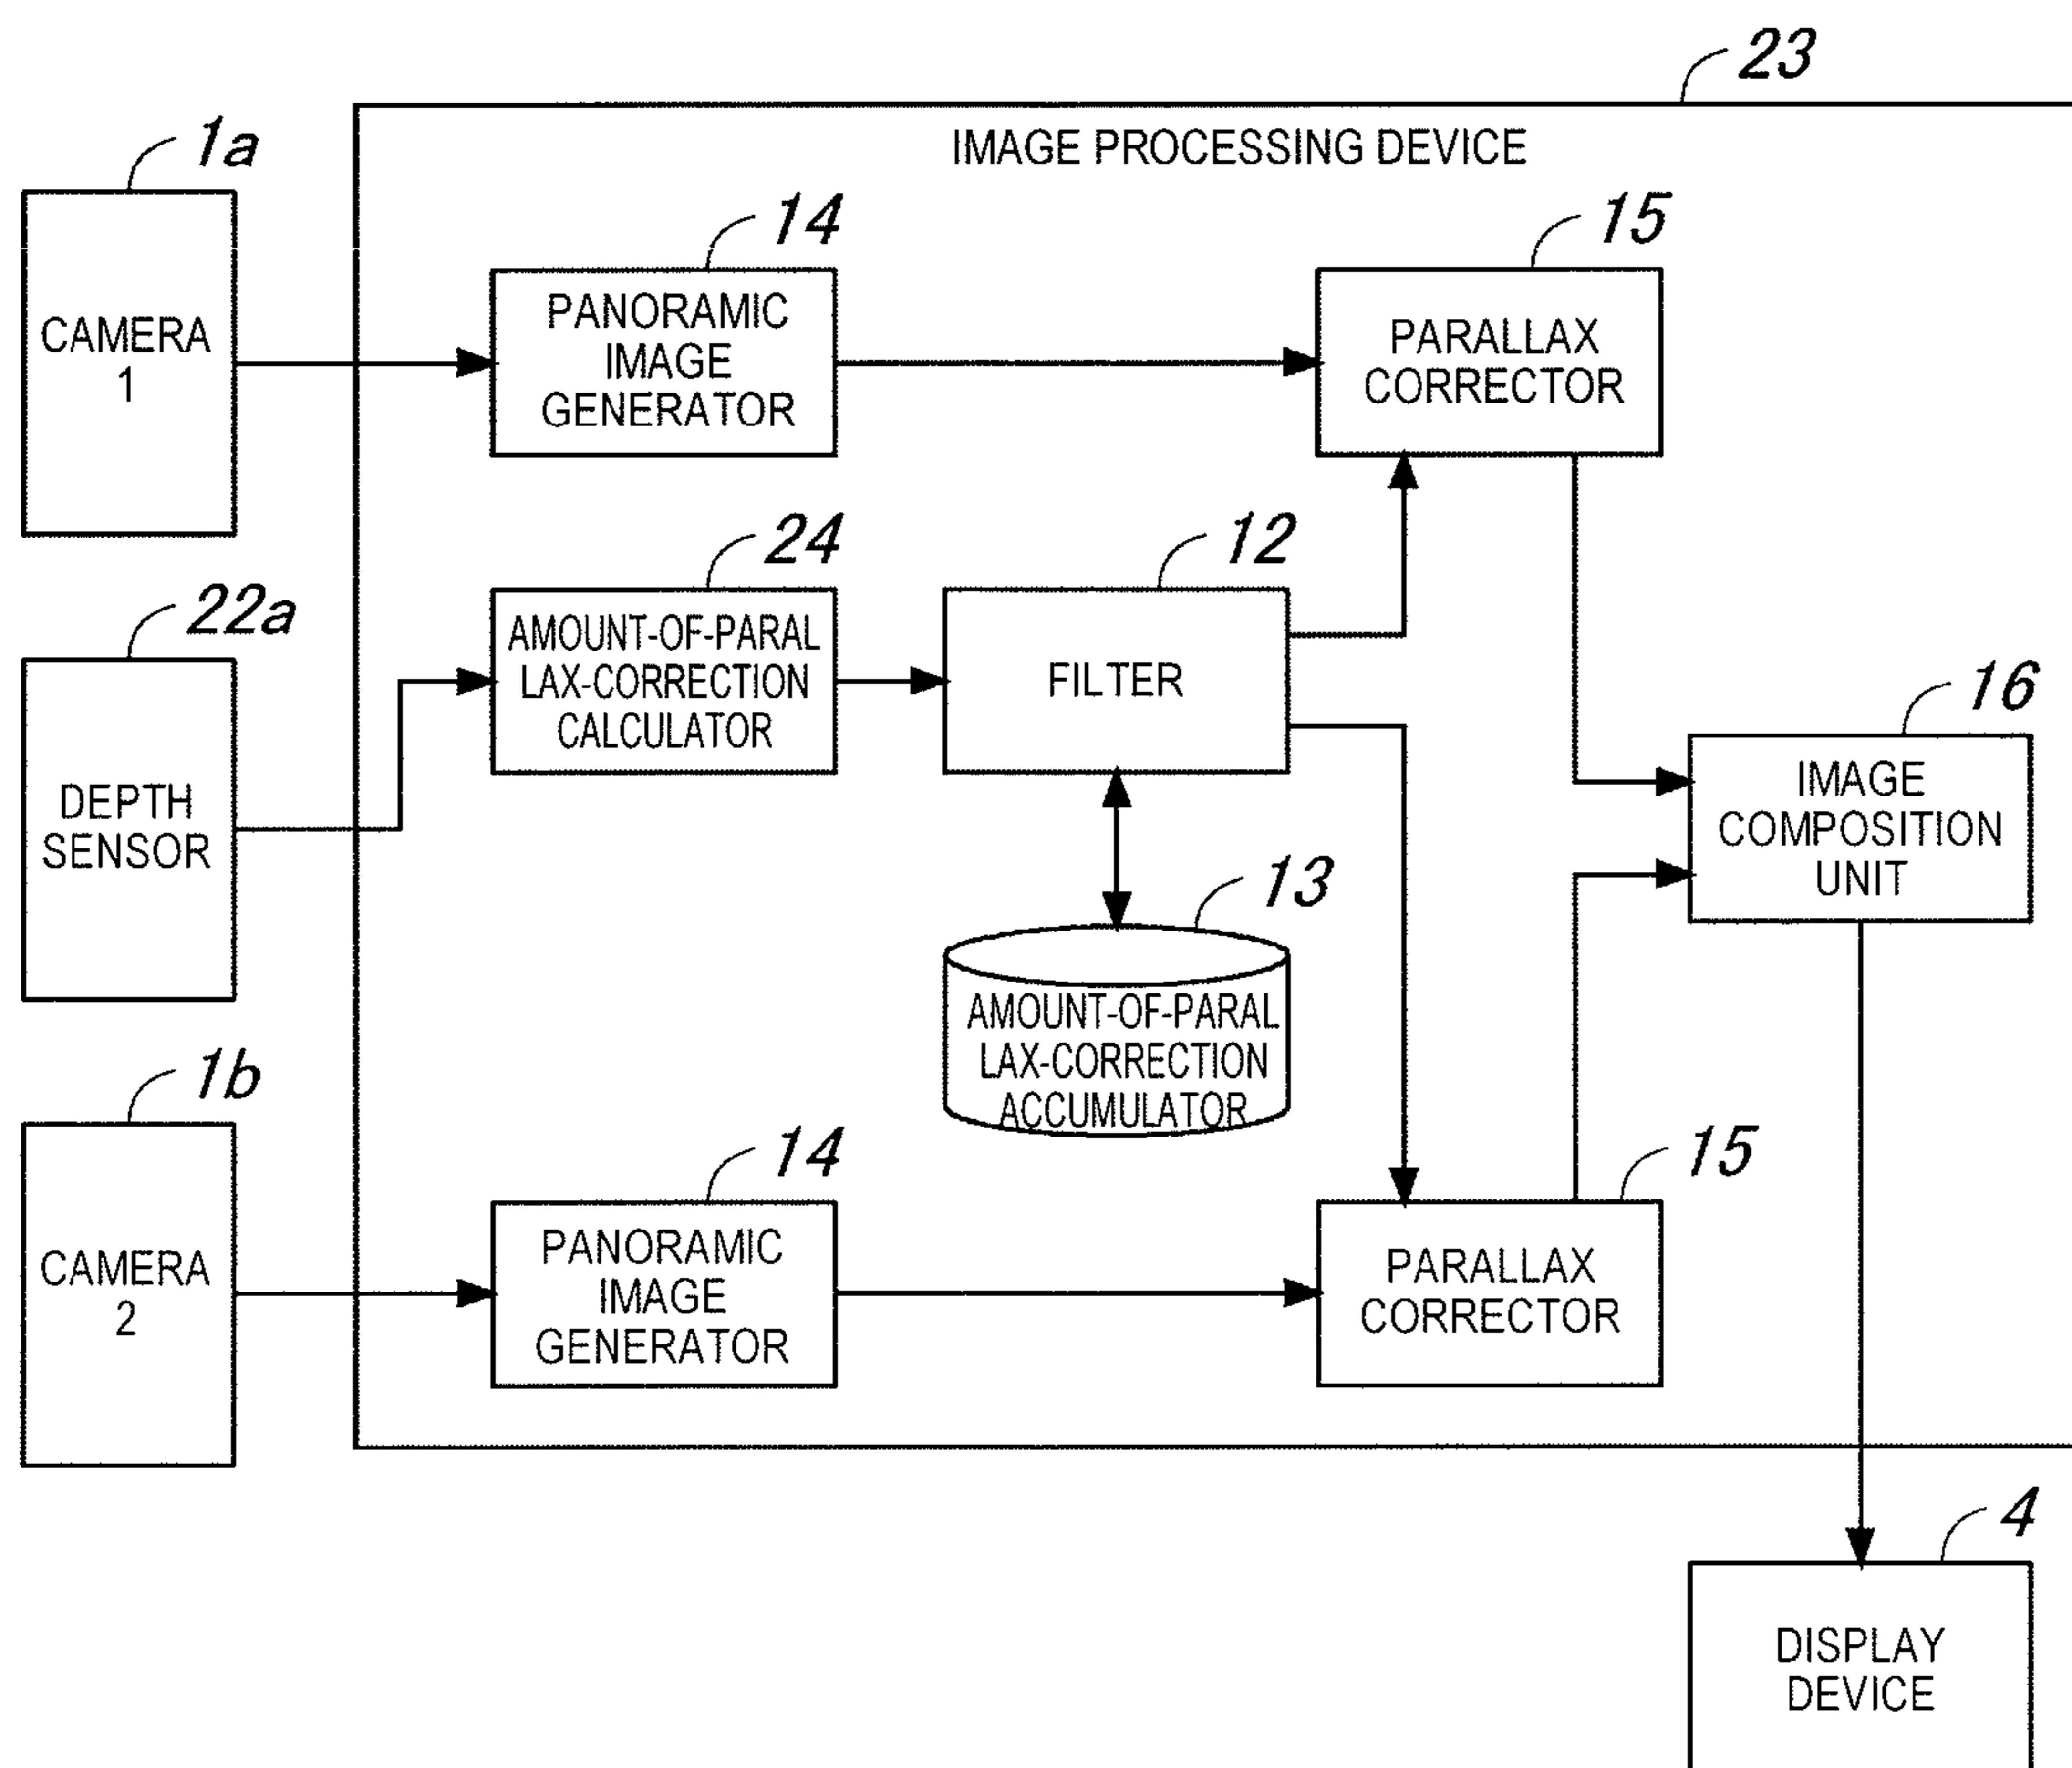 23
IMAGE PROCESSING DEVICE
1a
CAMERA
1
14
PANORAMIC
IMAGE
GENERATOR
15
PARALLAX
CORRECTOR
22a
DEPTH
SENSOR
24
AMOUNT-OF-PARAL
LAX-CORRECTION
CALCULATOR
12
FILTER
16
IMAGE
COMPOSITION
UNIT
13
AMOUNT-OF-PARAL
LAX-CORRECTION
ACCUMULATOR
1b
CAMERA
2
14
PANORAMIC
IMAGE
GENERATOR
15
PARALLAX
CORRECTOR
4
DISPLAY
DEVICE